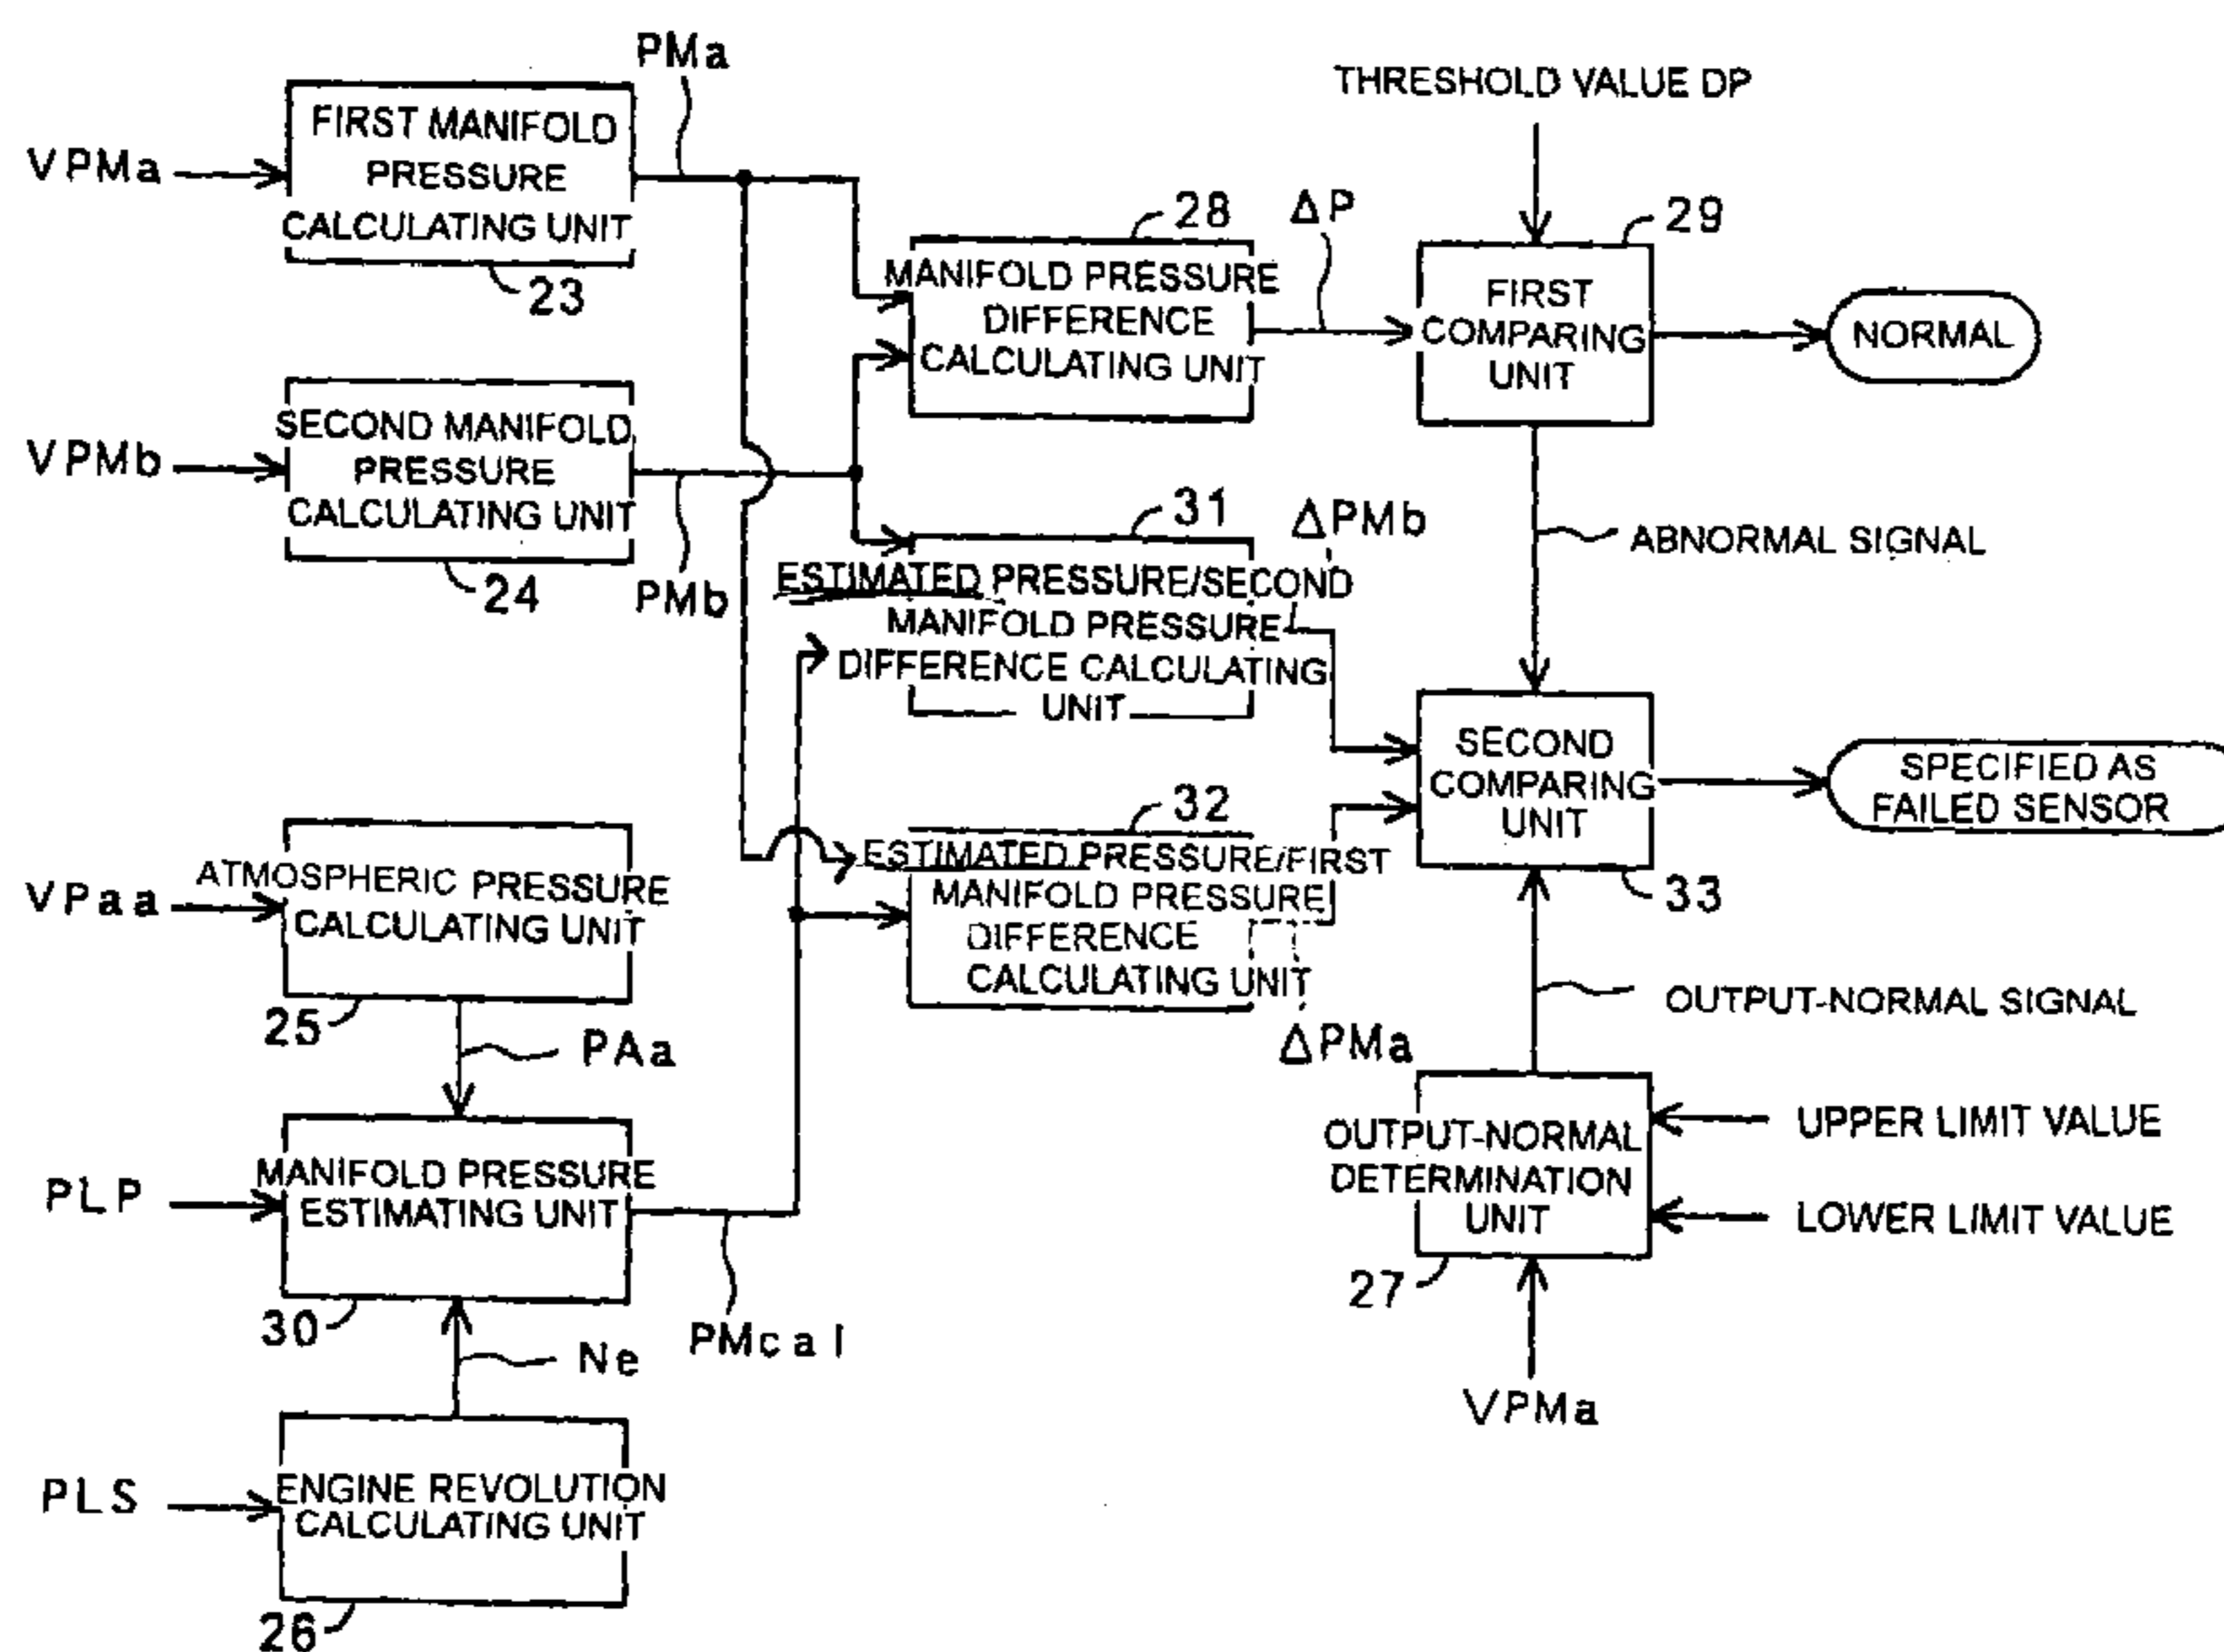 PMa
THRESHOLD VALUE DP
VPMa
FIRST MANIFOLD
PRESSURE
CALCULATING UNIT
23
28
ΔP
29
MANIFOLD PRESSURE
DIFFERENCE
CALCULATING UNIT
FIRST
COMPARING
UNIT
NORMAL
VPMb
SECOND MANIFOLD
PRESSURE
CALCULATING UNIT
24
PMb
31
ΔPMb
ABNORMAL SIGNAL
ESTIMATED PRESSURE/SECOND
MANIFOLD PRESSURE
DIFFERENCE CALCULATING
UNIT
SECOND
COMPARING
UNIT
33
SPECIFIED AS
FAILED SENSOR
32
ESTIMATED PRESSURE/FIRST
MANIFOLD PRESSURE
DIFFERENCE
CALCULATING UNIT
ΔPMa
VPaa
ATMOSPHERIC PRESSURE
CALCULATING UNIT
25
PAa
OUTPUT-NORMAL SIGNAL
PLP
MANIFOLD PRESSURE
ESTIMATING UNIT
30
PMcal
Ne
OUTPUT-NORMAL
DETERMINATION
UNIT
27
UPPER LIMIT VALUE
LOWER LIMIT VALUE
VPMa
PLS
ENGINE REVOLUTION
CALCULATING UNIT
26